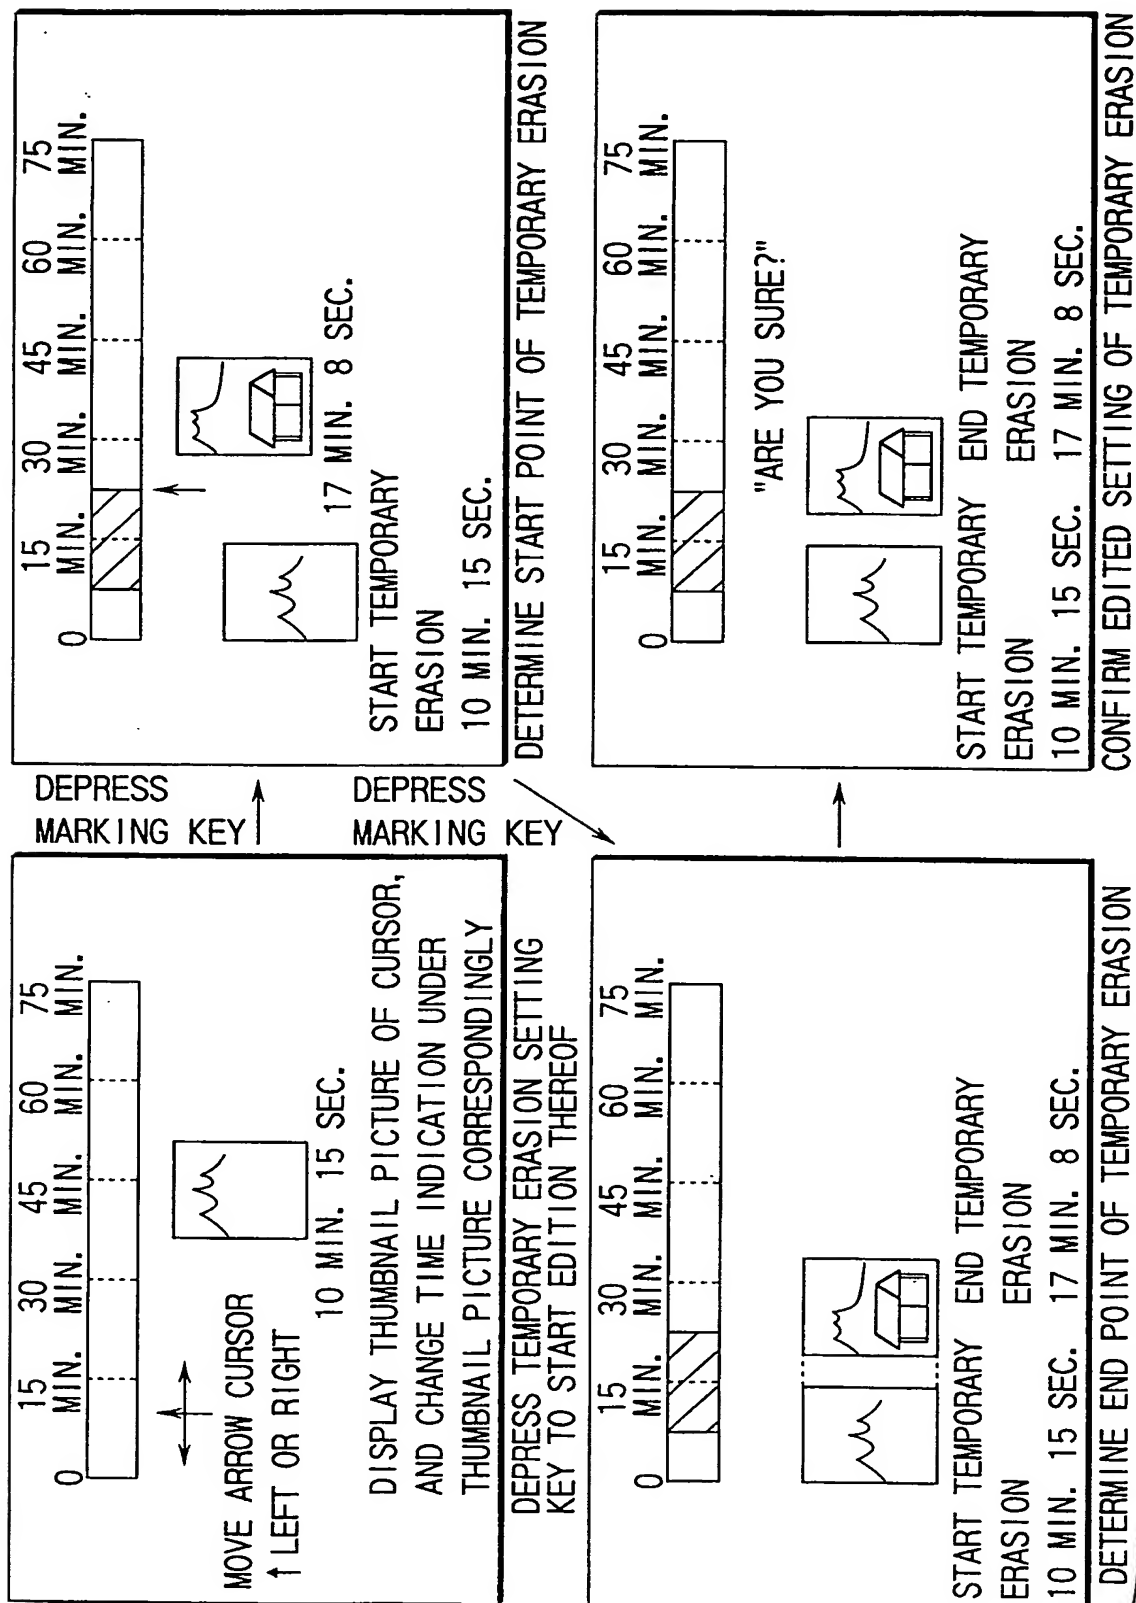 0
15
MIN.
30
MIN.
45
MIN.
60
MIN.
75
MIN.
MOVE ARROW CURSOR
↑ LEFT OR RIGHT
10 MIN. 15 SEC.
DISPLAY THUMBNAIL PICTURE OF CURSOR,
AND CHANGE TIME INDICATION UNDER
THUMBNAIL PICTURE CORRESPONDINGLY
DEPRESS TEMPORARY ERASION SETTING
KEY TO START EDITION THEREOF
DEPRESS
MARKING KEY
0
15
MIN.
30
MIN.
45
MIN.
60
MIN.
75
MIN.
17 MIN. 8 SEC.
START TEMPORARY
ERASION
10 MIN. 15 SEC.
DETERMINE START POINT OF TEMPORARY ERASION
DEPRESS
MARKING KEY
0
15
MIN.
30
MIN.
45
MIN.
60
MIN.
75
MIN.
START TEMPORARY END TEMPORARY
ERASION ERASION
10 MIN. 15 SEC. 17 MIN. 8 SEC.
DETERMINE END POINT OF TEMPORARY ERASION
0
15
MIN.
30
MIN.
45
MIN.
60
MIN.
75
MIN.
"ARE YOU SURE?"
START TEMPORARY END TEMPORARY
ERASION ERASION
10 MIN. 15 SEC. 17 MIN. 8 SEC.
CONFIRM EDITED SETTING OF TEMPORARY ERASION